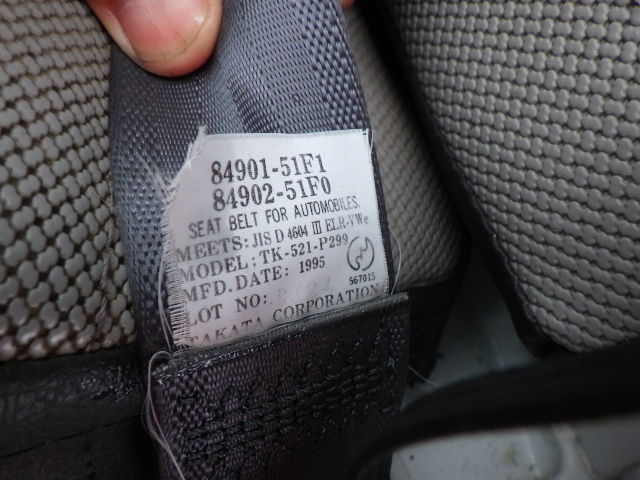 84901-51F1
84902-51F0
SEAT BELT FOR AUTOMOBILES.
MEETS: JIS D 4604 III ELR-VWe
MODEL: TK-521-P299
MFD. DATE: 1995
567015
LOT NO:
TAKATA CORPORATION